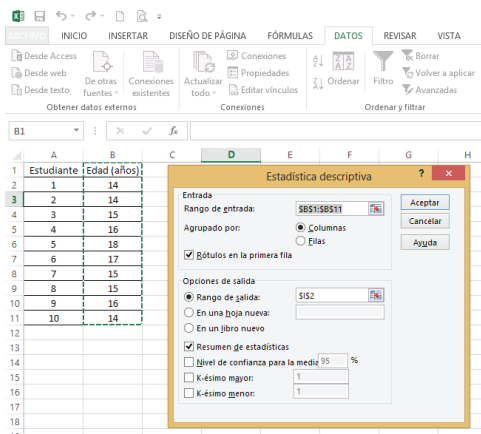 ARCHIVO INICIO INSERTAR DISEÑO DE PÁGINA FÓRMULAS DATOS REVISAR VISTA
Desde Access
Desde web
Desde texto
De otras fuentes
Conexiones existentes
Obtener datos externos
Actualizar todo
Conexiones
Propiedades
Editar vínculos
Conexiones
Ordenar
Filtro
Borrar
Volver a aplicar
Avanzadas
Ordenar y filtrar
B1
fx
A B C D E F G H
1 Estudiante Edad (años)
2 1 14
3 2 14
4 3 15
5 4 16
6 5 18
7 6 17
8 7 15
9 8 15
10 9 16
11 10 14
12
13
14
15
16
17
18
Estadística descriptiva ? ×
Entrada
Rango de entrada: $B$1:$B$11
Agrupado por: Columnas
Filas
Rótulos en la primera fila
Aceptar
Cancelar
Ayuda
Opciones de salida
Rango de salida: $I$2
En una hoja nueva:
En un libro nuevo
Resumen de estadísticas
Nivel de confianza para la media 95 %
K-ésimo mayor: 1
K-ésimo menor: 1